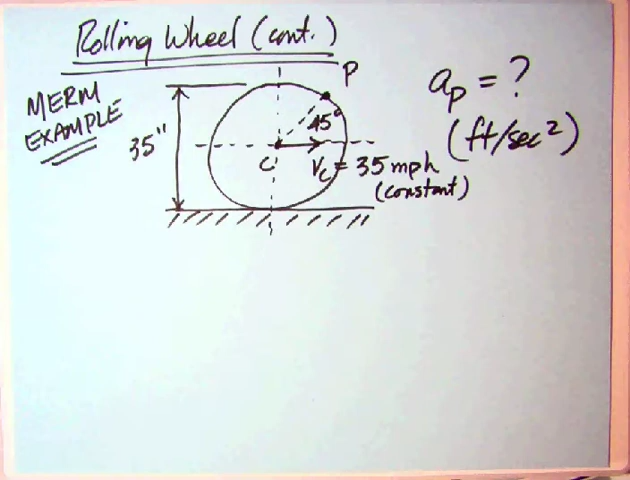 Rolling Wheel (cont.)
MERM
EXAMPLE
P
a_p = ?
(ft/sec²)
35"
45°
C
V_C = 35 mph
(constant)